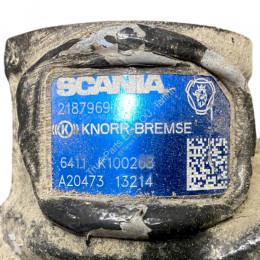 SCANIA
2187969
KNORR-BREMSE
6411 K100263
A20473 13214